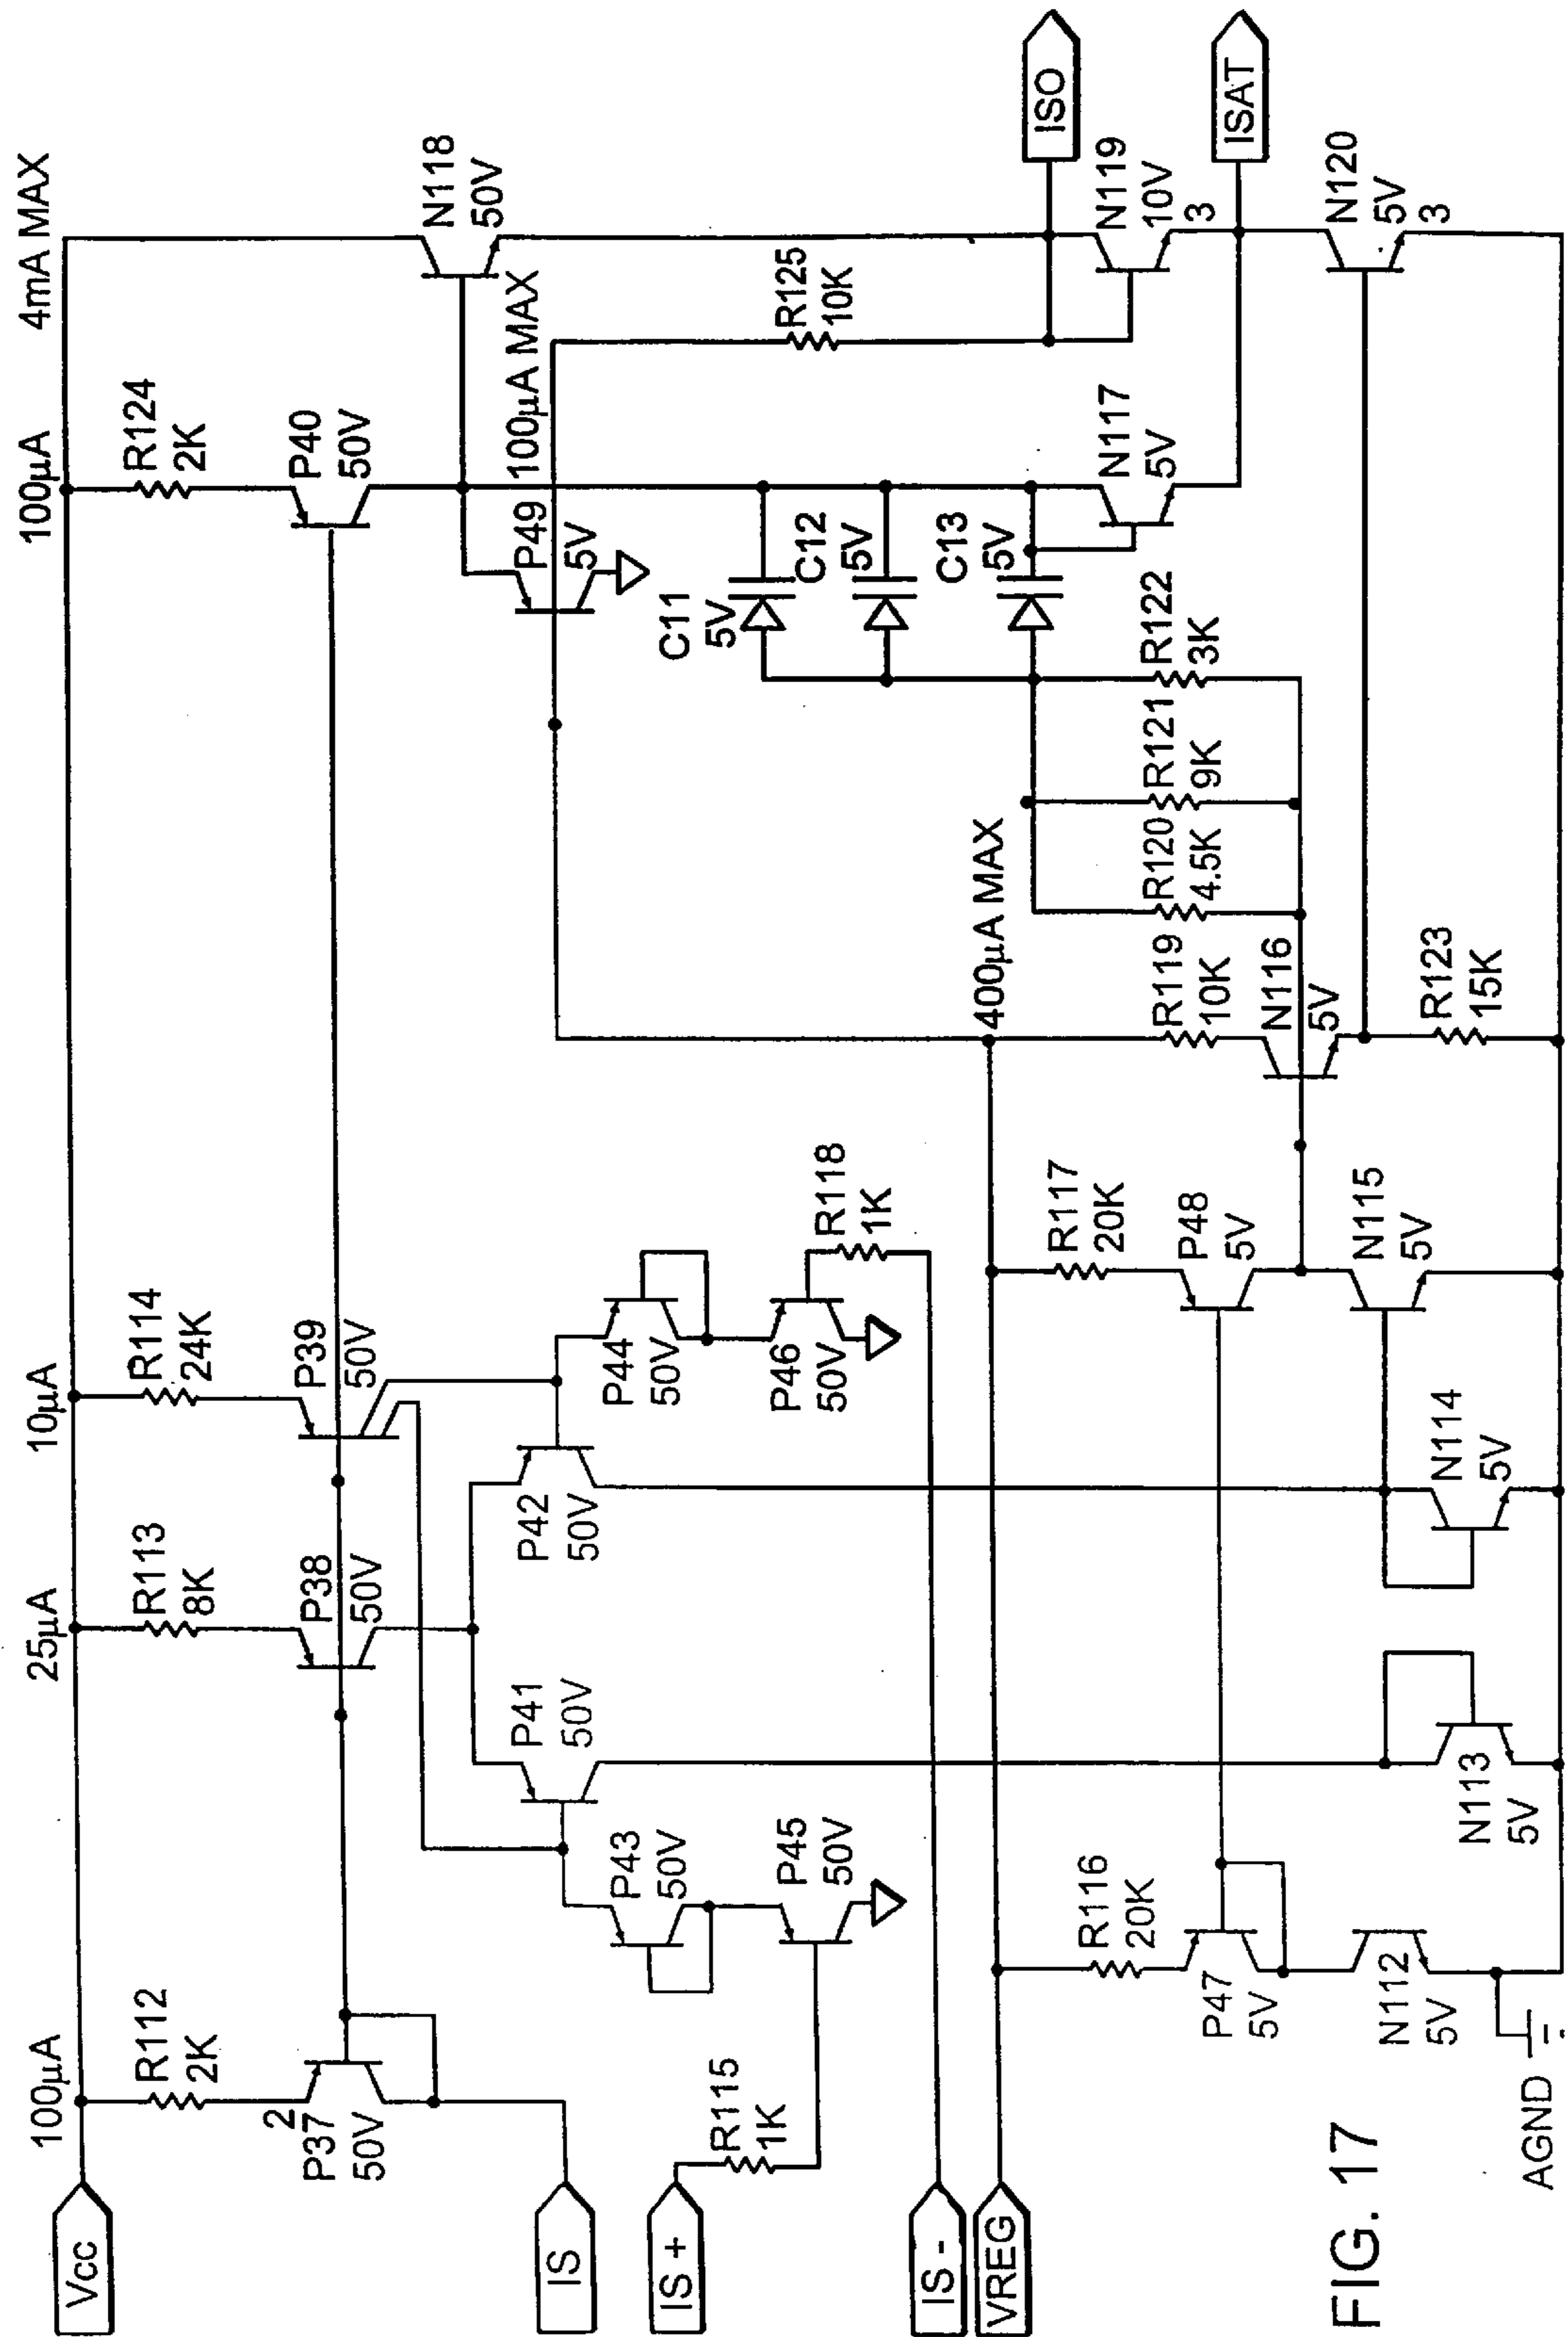 Vcc
IS
IS +
IS -
VREG
100µA
R112
2K
2
P37
50V
R115
1K
25µA
R113
8K
P38
50V
10µA
R114
24K
P39
50V
P41
50V
P42
50V
P43
50V
P45
50V
P44
50V
P46
50V
R118
1K
R116
20K
P47
5V
N112
5V
AGND
N113
5V
N114
5V
R117
20K
P48
5V
N115
5V
400µA MAX
R119
10K
N116
5V
R123
15K
R120
4.5K
R121
9K
R122
3K
C11
5V
C12
5V
C13
5V
P49
5V
100µA MAX
100µA
R124
2K
P40
50V
N117
5V
4mA MAX
N118
50V
R125
10K
N119
10V
3
N120
5V
3
ISO
ISAT
FIG. 17